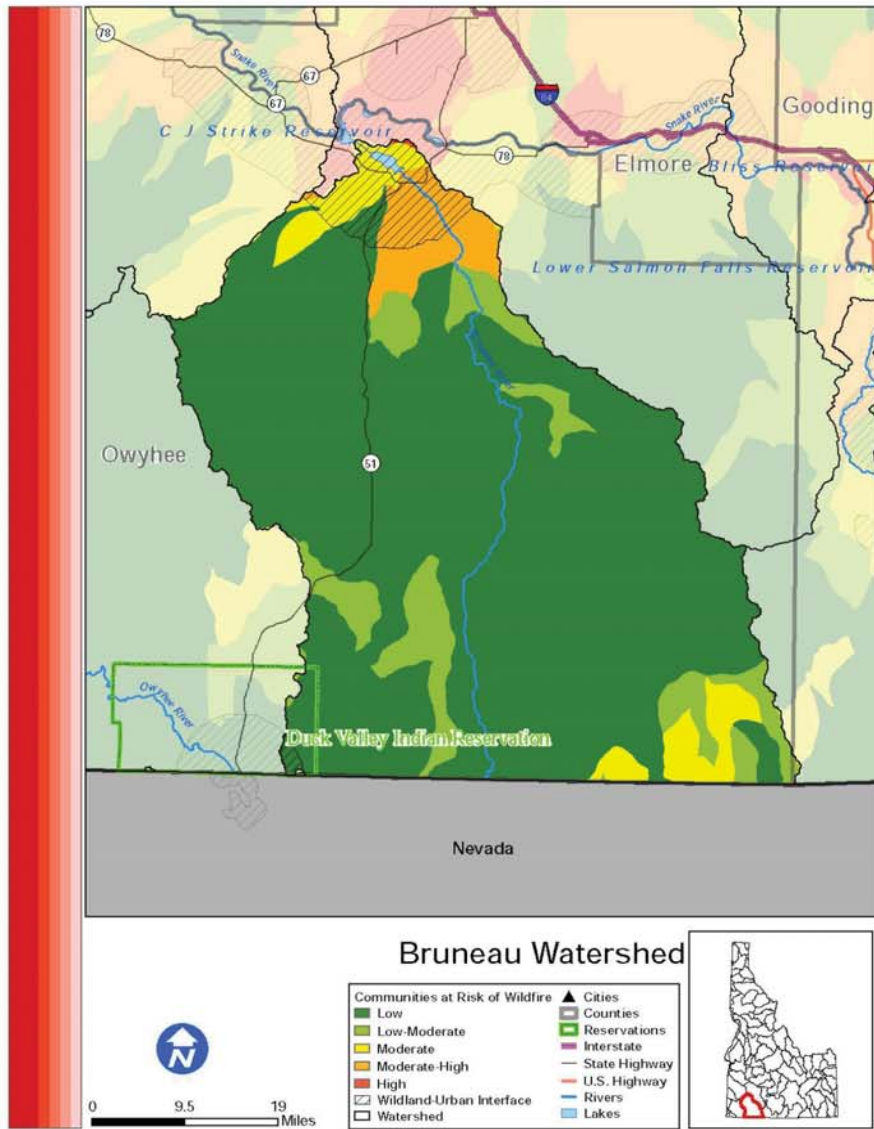 78
Snake River
67
67
84
Gooding
C J Strike Reservoir
Snake River
78
Elmore
Bliss Reservoir
Lower Salmon Falls Reservoir
Owyhee
51
Owyhee River
Duck Valley Indian Reservation
Nevada
Bruneau Watershed
Communities at Risk of Wildfire
Low
Low-Moderate
Moderate
Moderate-High
High
Wildland-Urban Interface
Watershed
Cities
Counties
Reservations
Interstate
State Highway
U.S. Highway
Rivers
Lakes
N
0 9.5 19
Miles